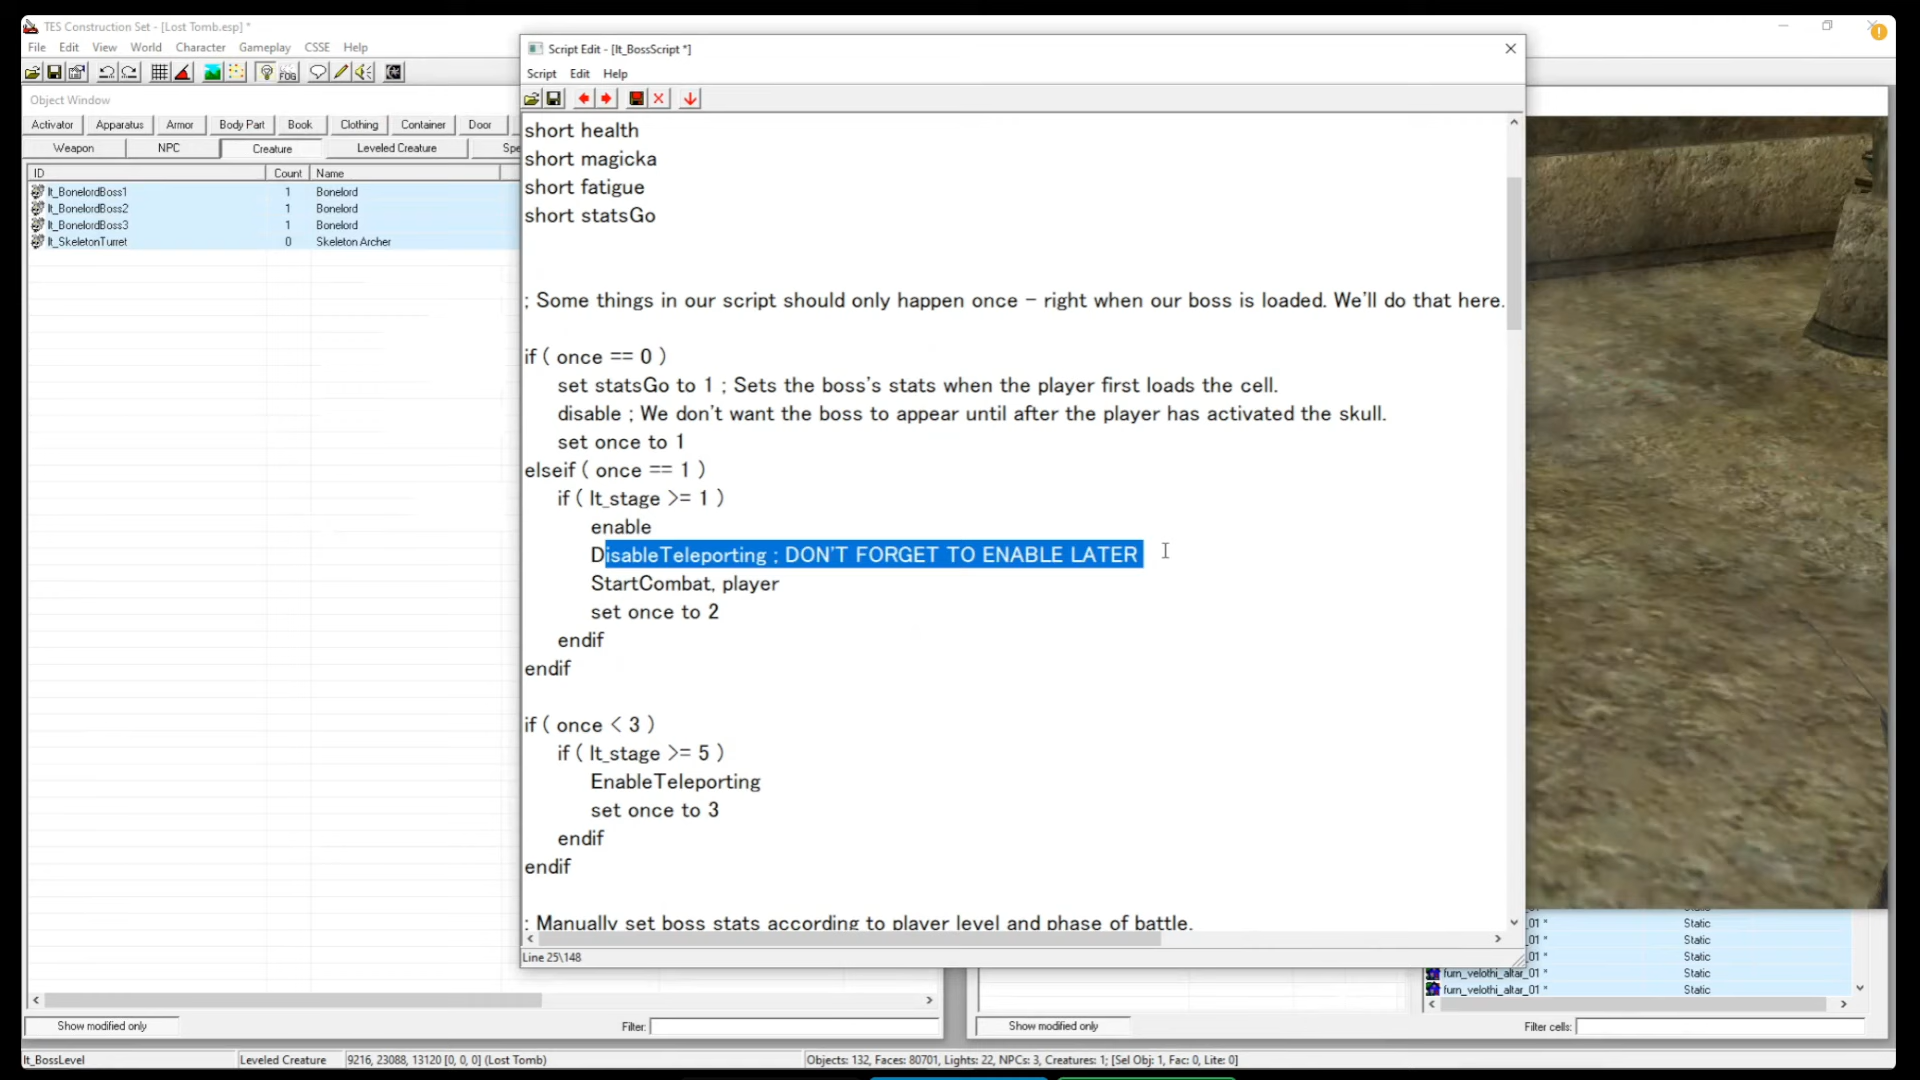 TES Construction Set - [Lost Tomb.esp] *
File Edit View World Character Gameplay CSSE Help
FOG
Object Window
Activator Apparatus Armor Body Part Book Clothing Container Door
Weapon NPC Creature Leveled Creature Spe
ID Count Name
lt_BonelordBoss1 1 Bonelord
lt_BonelordBoss2 1 Bonelord
lt_BonelordBoss3 1 Bonelord
lt_SkeletonTurret 0 Skeleton Archer
Show modified only Filter:
Script Edit - [lt_BossScript *]
Script Edit Help
short health
short magicka
short fatigue
short statsGo
; Some things in our script should only happen once - right when our boss is loaded. We'll do that here.
if ( once == 0 )
set statsGo to 1 ; Sets the boss's stats when the player first loads the cell.
disable ; We don't want the boss to appear until after the player has activated the skull.
set once to 1
elseif ( once == 1 )
if ( lt_stage >= 1 )
enable
DisableTeleporting ; DON'T FORGET TO ENABLE LATER
StartCombat, player
set once to 2
endif
endif
if ( once < 3 )
if ( lt_stage >= 5 )
EnableTeleporting
set once to 3
endif
endif
; Manually set boss stats according to player level and phase of battle.
Line 25\148
_01 * Static
_01 * Static
_01 * Static
furn_velothi_altar_01 * Static
furn_velothi_altar_01 * Static
Show modified only Filter cells:
lt_BossLevel Leveled Creature 9216, 23088, 13120 [0, 0, 0] (Lost Tomb) Objects: 132, Faces: 80701, Lights: 22, NPCs: 3, Creatures: 1; [Sel Obj: 1, Fac: 0, Lite: 0]